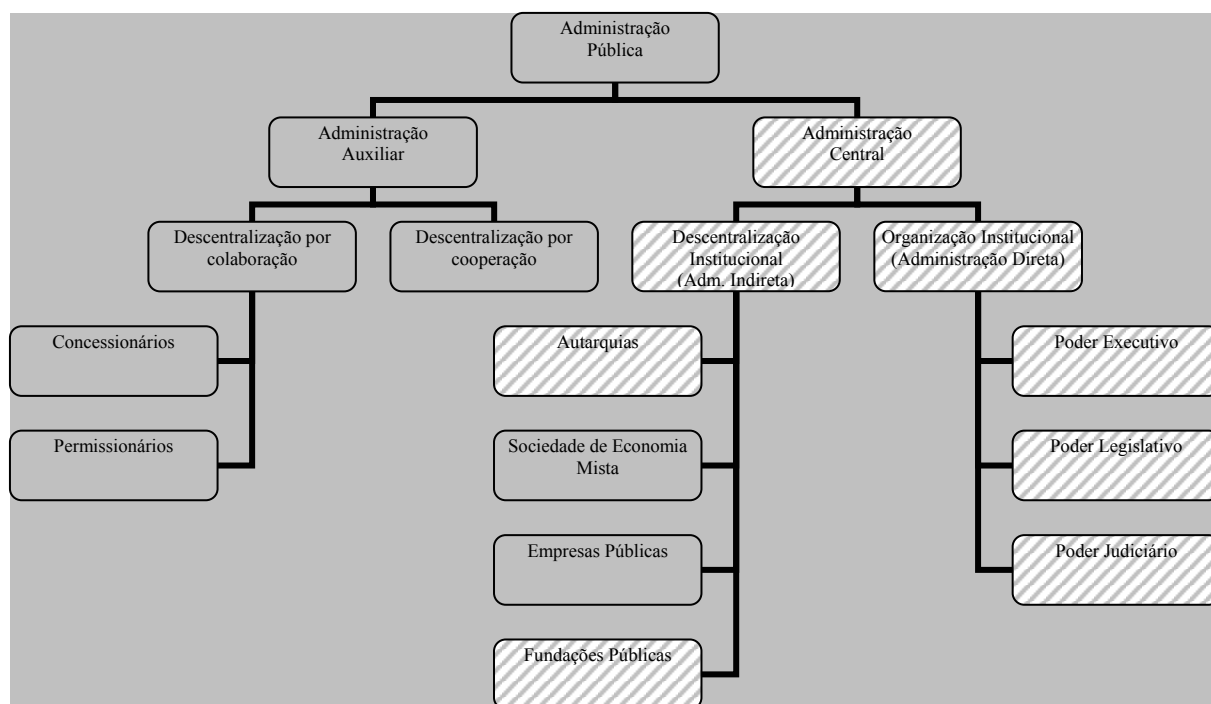 Administração
Pública
Administração
Auxiliar
Administração
Central
Descentralização por
colaboração
Descentralização por
cooperação
Descentralização
Institucional
(Adm. Indireta)
Organização Institucional
(Administração Direta)
Concessionários
Autarquias
Poder Executivo
Permissionários
Sociedade de Economia
Mista
Poder Legislativo
Empresas Públicas
Poder Judiciário
Fundações Públicas